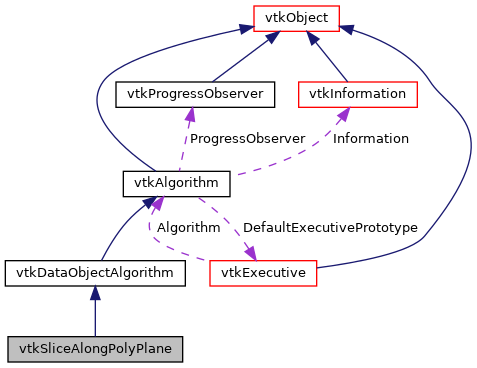 vtkObject
vtkProgressObserver
vtkInformation
ProgressObserver
Information
vtkAlgorithm
Algorithm
DefaultExecutivePrototype
vtkDataObjectAlgorithm
vtkExecutive
vtkSliceAlongPolyPlane